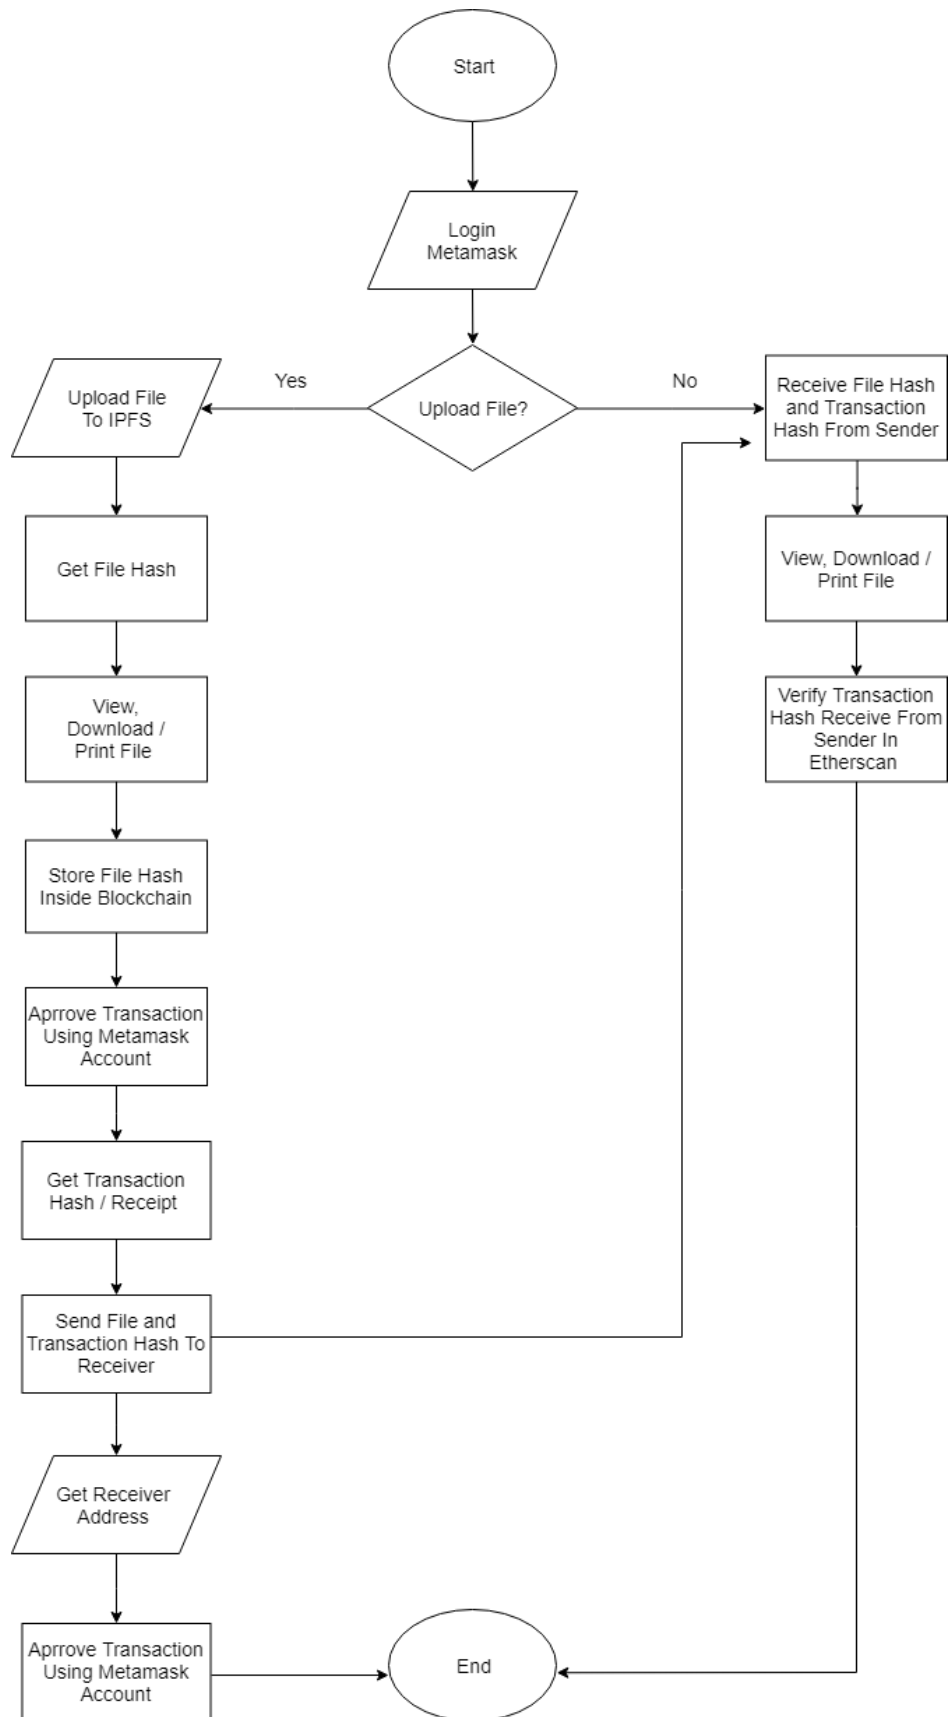 Start
Login
Metamask
Upload File?
Yes
No
Upload File
To IPFS
Get File Hash
View,
Download /
Print File
Store File Hash
Inside Blockchain
Aprrove Transaction
Using Metamask
Account
Get Transaction
Hash / Receipt
Send File and
Transaction Hash To
Receiver
Get Receiver
Address
Aprrove Transaction
Using Metamask
Account
Receive File Hash
and Transaction
Hash From Sender
View, Download /
Print File
Verify Transaction
Hash Receive From
Sender In
Etherscan
End